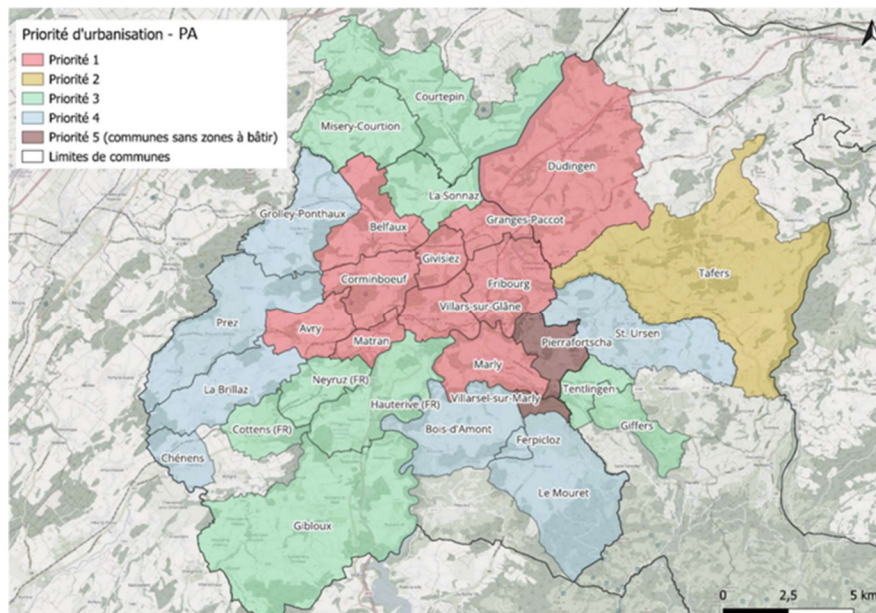 Priorité d'urbanisation - PA
Priorité 1
Priorité 2
Priorité 3
Priorité 4
Priorité 5 (communes sans zones à bâtir)
Limites de communes
Courtepin
Misery-Courtion
Düdingen
La-Sonnaz
Grolley-Ponthaux
Granges-Paccot
Belfaux
Givisiez
Tafers
Corminboeuf
Fribourg
Villars-sur-Glâne
Prez
Avry
St. Ursen
Matran
Pierrafortscha
Marly
Neyruz (FR)
La Brillaz
Tentlingen
Hauterive (FR)
Villarsel-sur-Marly
Giffers
Cottens (FR)
Bois-d'Amont
Ferpicloz
Chénens
Le Mouret
Gibloux
0 2,5 5 km